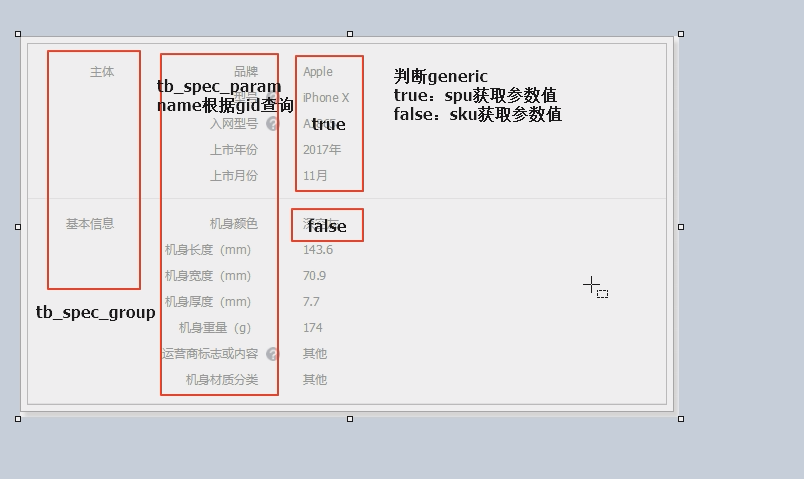 主体 品牌 Apple
判断generic
true：spu获取参数值
false：sku获取参数值
tb_spec_param
name根据gid查询
iPhone X
入网型号
true
上市年份 2017年
上市月份 11月
基本信息 机身颜色
false
机身长度（mm） 143.6
机身宽度（mm） 70.9
机身厚度（mm） 7.7
tb_spec_group
机身重量（g） 174
运营商标志或内容 其他
机身材质分类 其他